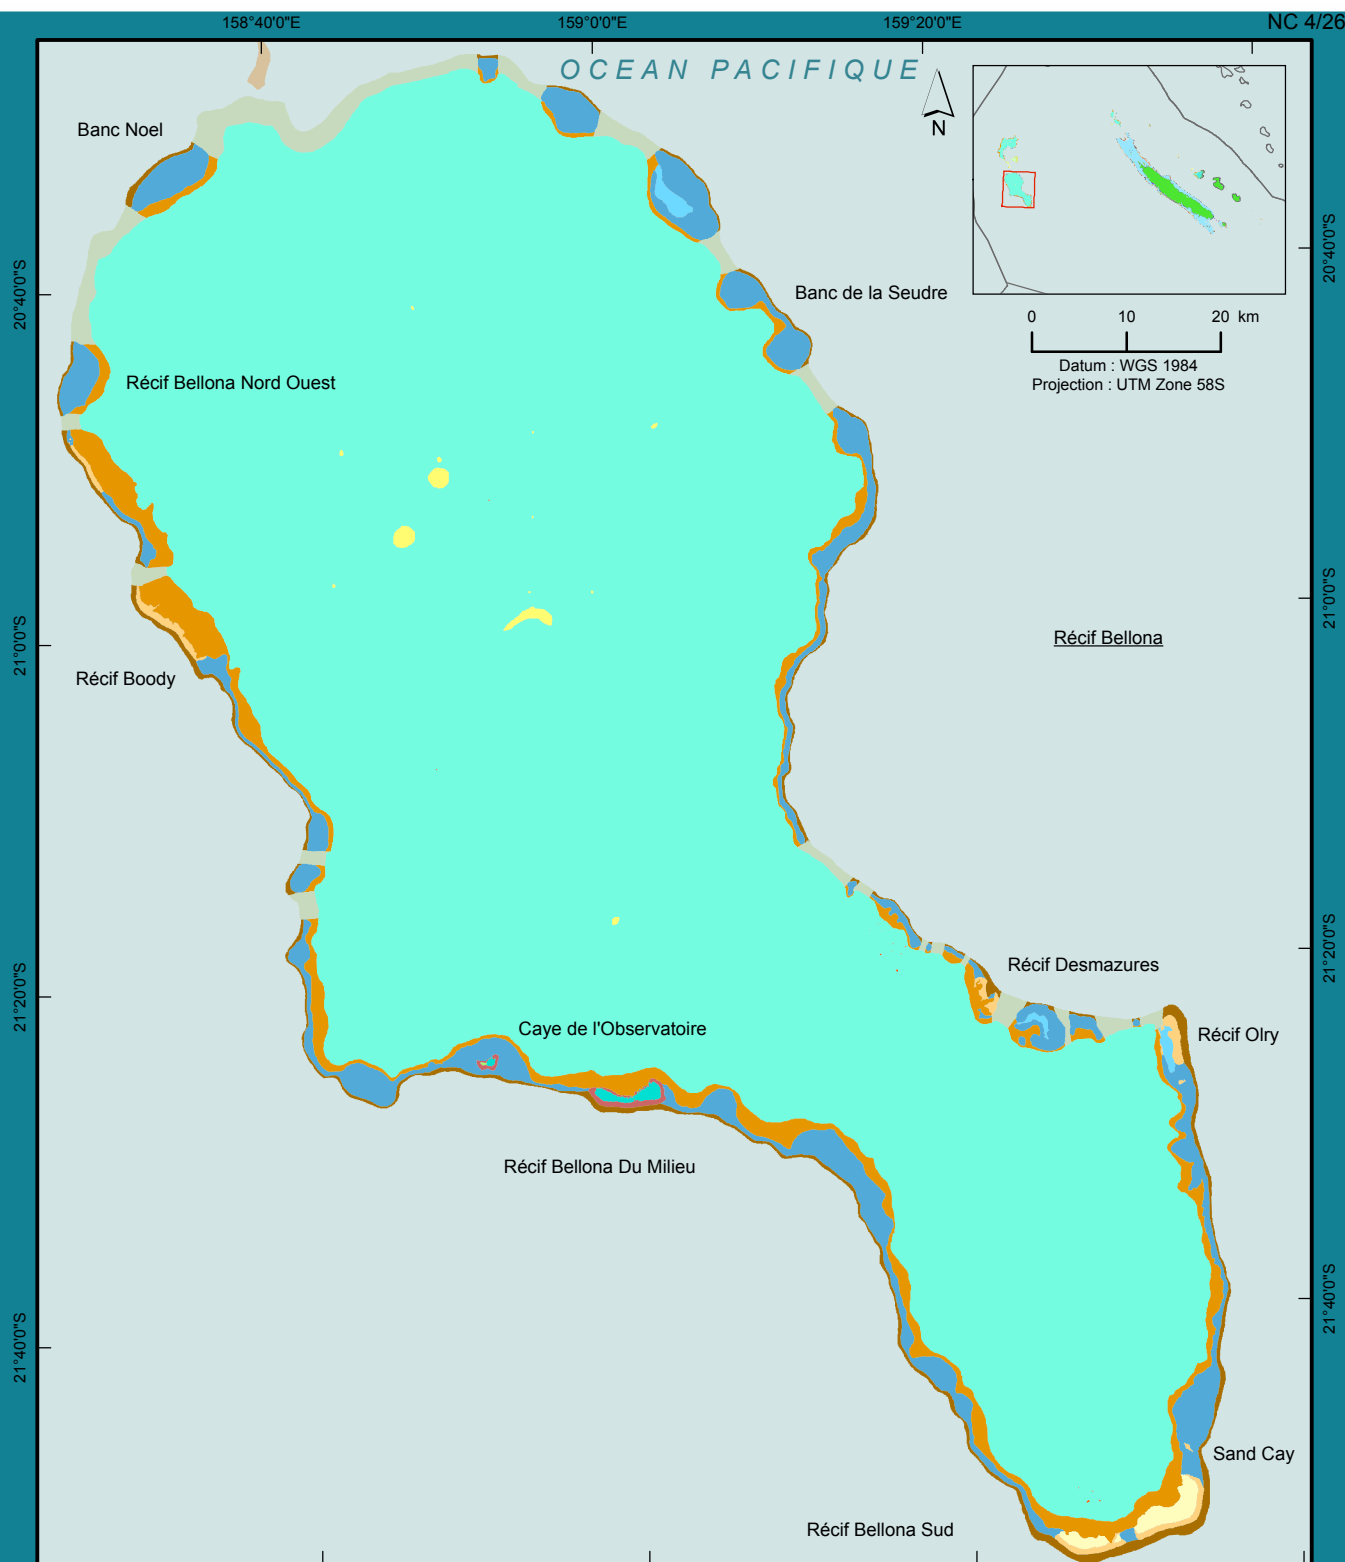 158°40'0"E
159°0'0"E
159°20'0"E
NC 4/26
OCEAN PACIFIQUE
N
Banc Noel
20°40'0"S
20°40'0"S
Banc de la Seudre
0 10 20 km
Datum : WGS 1984
Projection : UTM Zone 58S
Récif Bellona Nord Ouest
21°0'0"S
21°0'0"S
Récif Bellona
Récif Boody
21°20'0"S
21°20'0"S
Récif Desmazures
Caye de l'Observatoire
Récif Olry
Récif Bellona Du Milieu
21°40'0"S
21°40'0"S
Sand Cay
Récif Bellona Sud